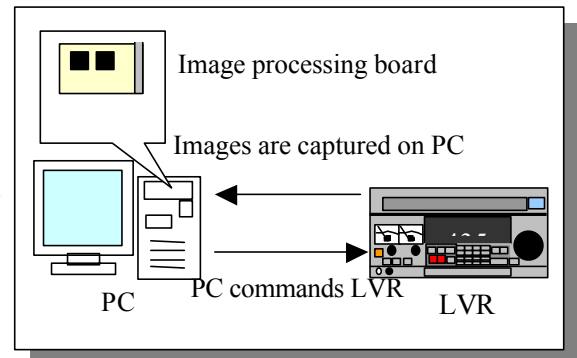 Image processing board
Images are captured on PC
PC commands LVR
PC
LVR